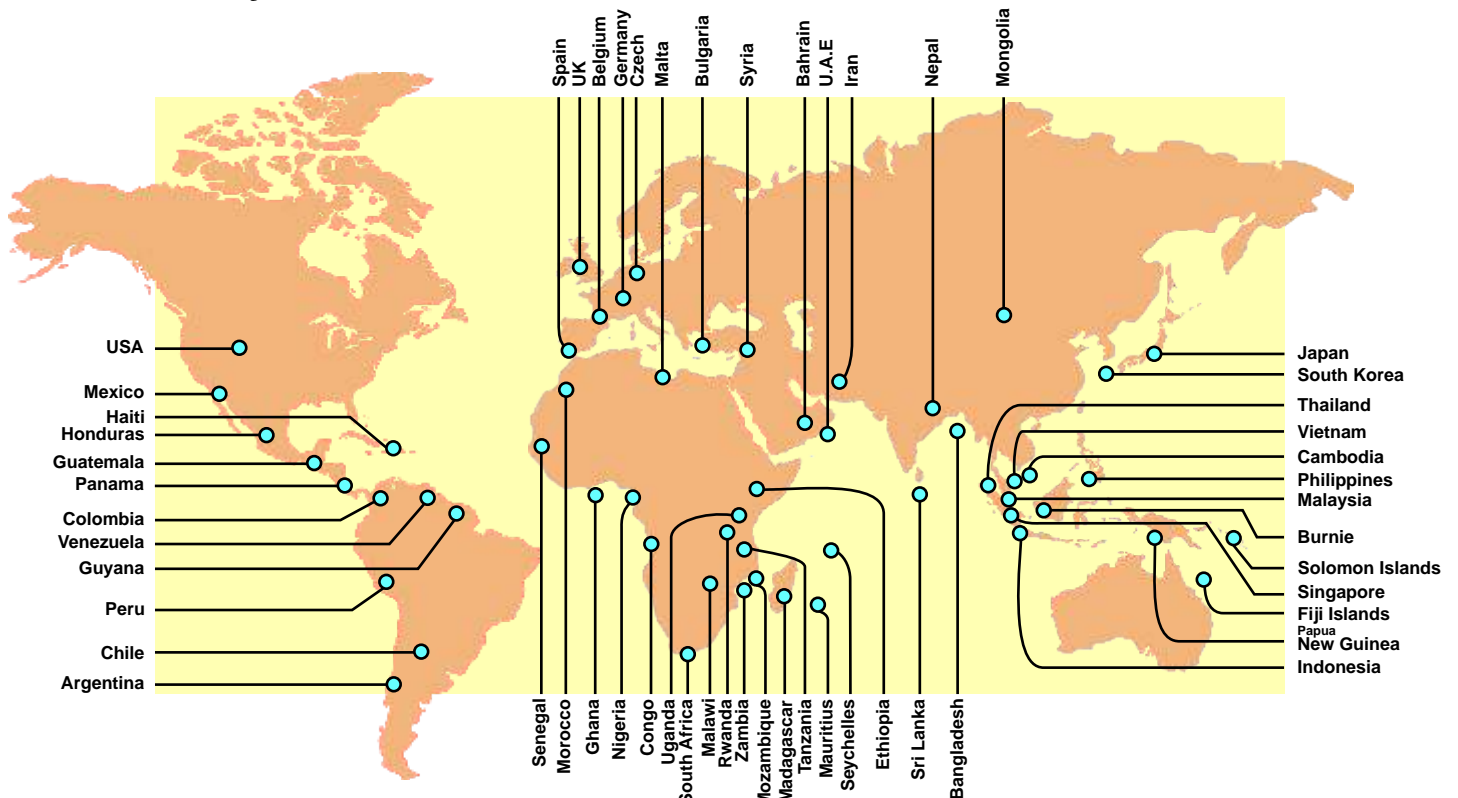 Spain
UK
Belgium
Germany
Czech
Malta
Bulgaria
Syria
Bahrain
U.A.E
Iran
Nepal
Mongolia
USA
Mexico
Haiti
Honduras
Guatemala
Panama
Colombia
Venezuela
Guyana
Peru
Chile
Argentina
Japan
South Korea
Thailand
Vietnam
Cambodia
Philippines
Malaysia
Burnie
Solomon Islands
Singapore
Fiji Islands
Papua
New Guinea
Indonesia
Senegal
Morocco
Ghana
Nigeria
Congo
Uganda
South Africa
Malawi
Rwanda
Zambia
Mozambique
Madagascar
Tanzania
Mauritius
Seychelles
Ethiopia
Sri Lanka
Bangladesh